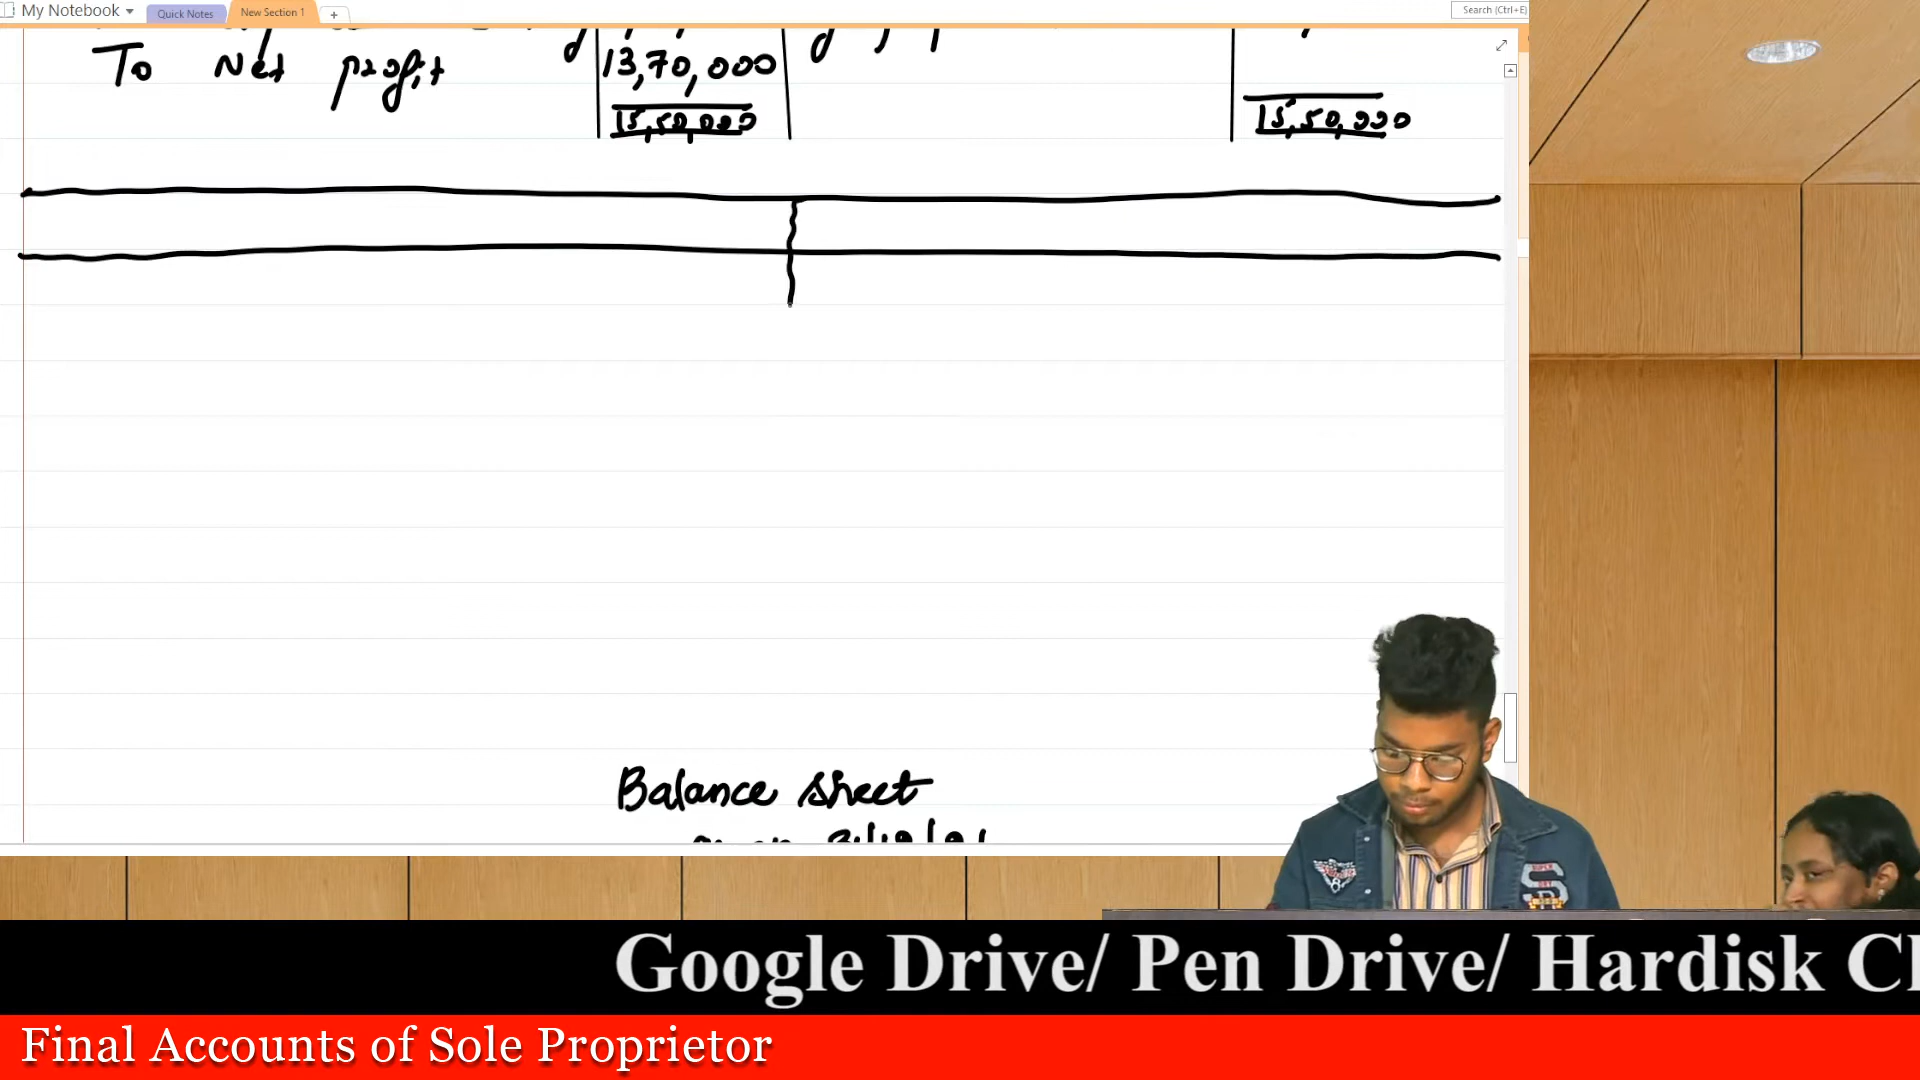 My Notebook
Quick Notes
New Section 1
+
Search (Ctrl+E)
To Net profit 13,70,000
15,50,000 15,50,000
Balance sheet
Google Drive/ Pen Drive/ Hardisk
Final Accounts of Sole Proprietor